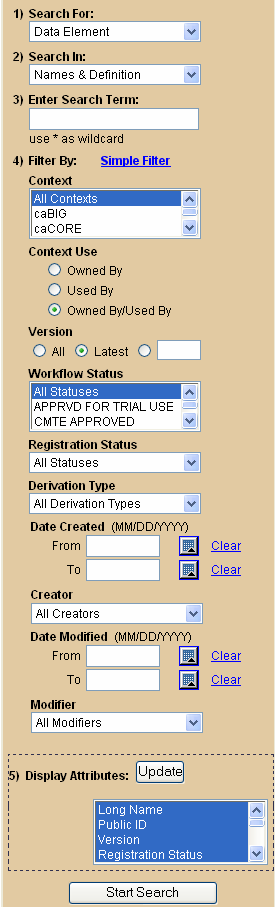 1) Search For:
Data Element
2) Search In:
Names & Definition
3) Enter Search Term:
use * as wildcard
4) Filter By: Simple Filter
Context
All Contexts
caBIG
caCORE
Context Use
Owned By
Used By
Owned By/Used By
Version
All Latest
Workflow Status
All Statuses
APPRVD FOR TRIAL USE
CMTE APPROVED
Registration Status
All Statuses
Derivation Type
All Derivation Types
Date Created (MM/DD/YYYY)
From Clear
To Clear
Creator
All Creators
Date Modified (MM/DD/YYYY)
From Clear
To Clear
Modifier
All Modifiers
5) Display Attributes: Update
Long Name
Public ID
Version
Registration Status
Start Search